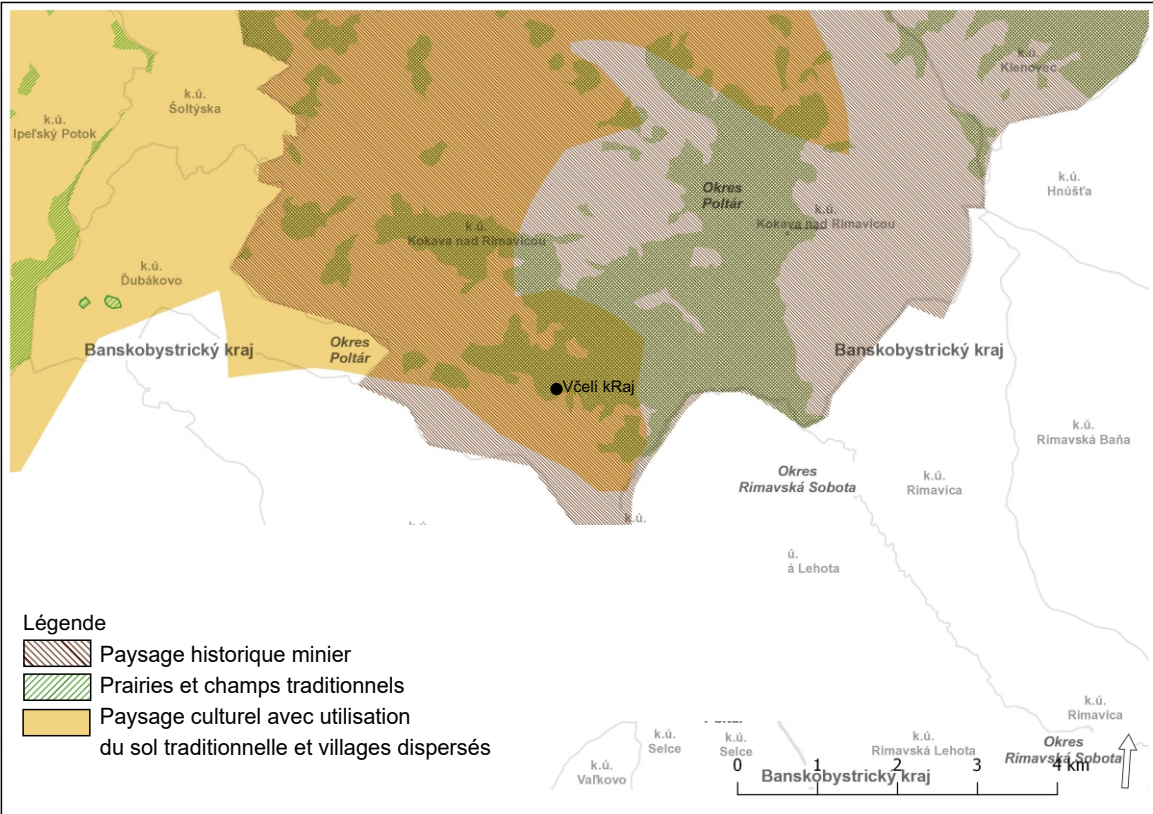 k.ú.
Klenovec
k.ú.
Šoltýska
k.ú.
Ipeľský Potok
k.ú.
Hnúšťa
Okres
Poltár
k.ú.
Kokava nad Rimavicou
k.ú.
Kokava nad Rimavicou
k.ú.
Ďubákovo
Banskobystrický kraj
Okres
Poltár
Banskobystrický kraj
Včelí kRaj
k.ú.
Rimavská Baňa
Okres
Rimavská Sobota
k.ú.
Rimavica
k.ú.
ú.
á Lehota
Légende
Paysage historique minier
Prairies et champs traditionnels
Paysage culturel avec utilisation
du sol traditionnelle et villages dispersés
k.ú.
Rimavica
k.ú.
Selce
k.ú.
Selce
k.ú.
Rimavská Lehota
Okres
Rimavská Sobota
k.ú.
Vaľkovo
Banskobystrický kraj
0 1 2 3 4 km